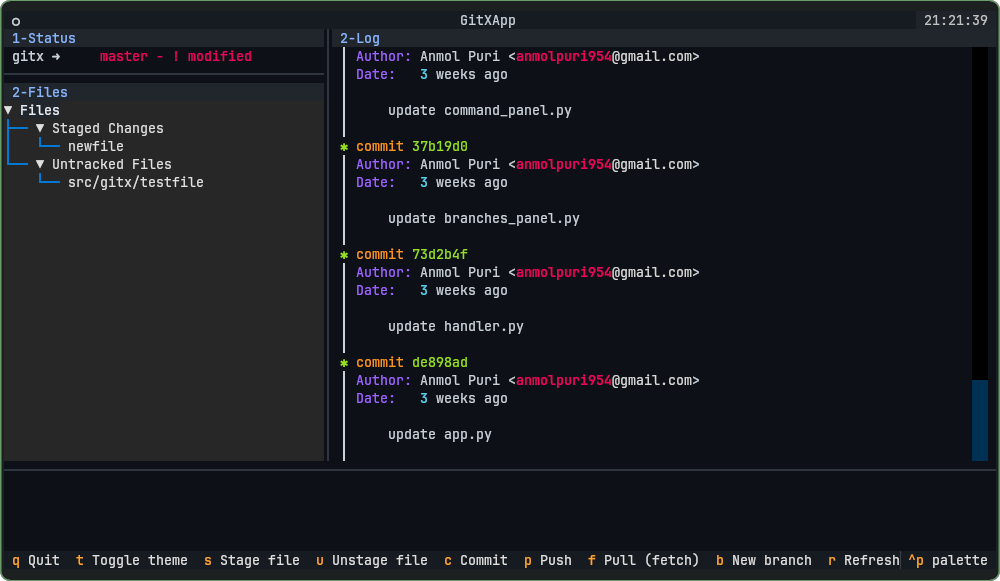 GitXApp
21:21:39
1-Status
gitx ➜ master - ! modified
2-Files
▼ Files
▼ Staged Changes
newfile
▼ Untracked Files
src/gitx/testfile
2-Log
Author: Anmol Puri <anmolpuri954@gmail.com>
Date: 3 weeks ago
update command_panel.py
* commit 37b19d0
Author: Anmol Puri <anmolpuri954@gmail.com>
Date: 3 weeks ago
update branches_panel.py
* commit 73d2b4f
Author: Anmol Puri <anmolpuri954@gmail.com>
Date: 3 weeks ago
update handler.py
* commit de898ad
Author: Anmol Puri <anmolpuri954@gmail.com>
Date: 3 weeks ago
update app.py
q Quit t Toggle theme s Stage file u Unstage file c Commit p Push f Pull (fetch) b New branch r Refresh ^p palette